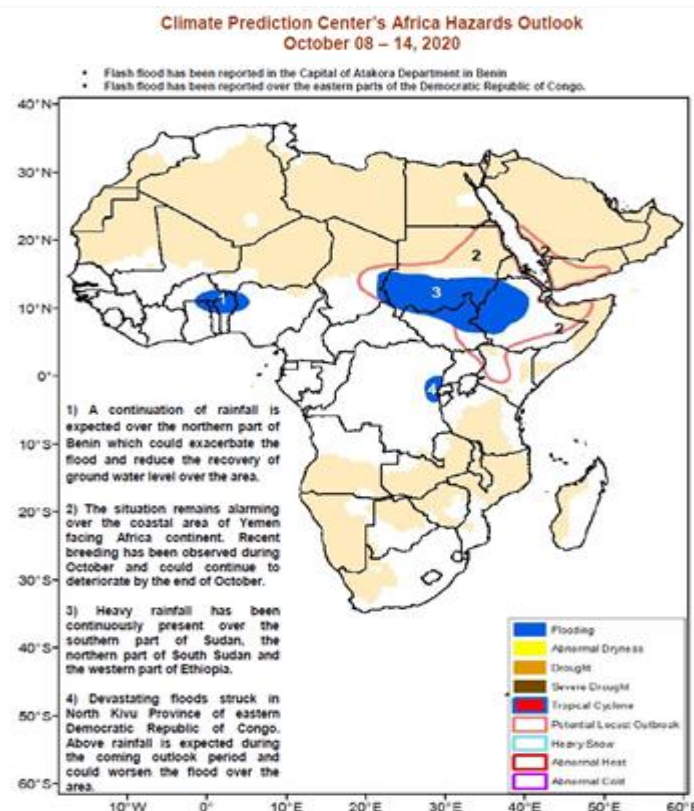 Climate Prediction Center's Africa Hazards Outlook
October 08 – 14, 2020
• Flash flood has been reported in the Capital of Atakora Department in Benin
• Flash flood has been reported over the eastern parts of the Democratic Republic of Congo.
40°N
30°N
20°N
10°N
0°
10°S
20°S
30°S
40°S
50°S
60°S
1
2
2
2
3
4
1) A continuation of rainfall is
expected over the northern part of
Benin which could exacerbate the
flood and reduce the recovery of
ground water level over the area.
2) The situation remains alarming
over the coastal area of Yemen
facing Africa continent. Recent
breeding has been observed during
October and could continue to
deteriorate by the end of October.
3) Heavy rainfall has been
continuously present over the
southern part of Sudan, the
northern part of South Sudan and
the western part of Ethiopia.
4) Devastating floods struck in
North Kivu Province of eastern
Democratic Republic of Congo.
Above rainfall is expected during
the coming outlook period and
could worsen the flood over the
area.
Flooding
Abnormal Dryness
Drought
Severe Drought
Tropical Cyclone
Potential Locust Outbreak
Heavy Snow
Abnormal Heat
Abnormal Cold
10°W 0° 10°E 20°E 30°E 40°E 50°E 60°E